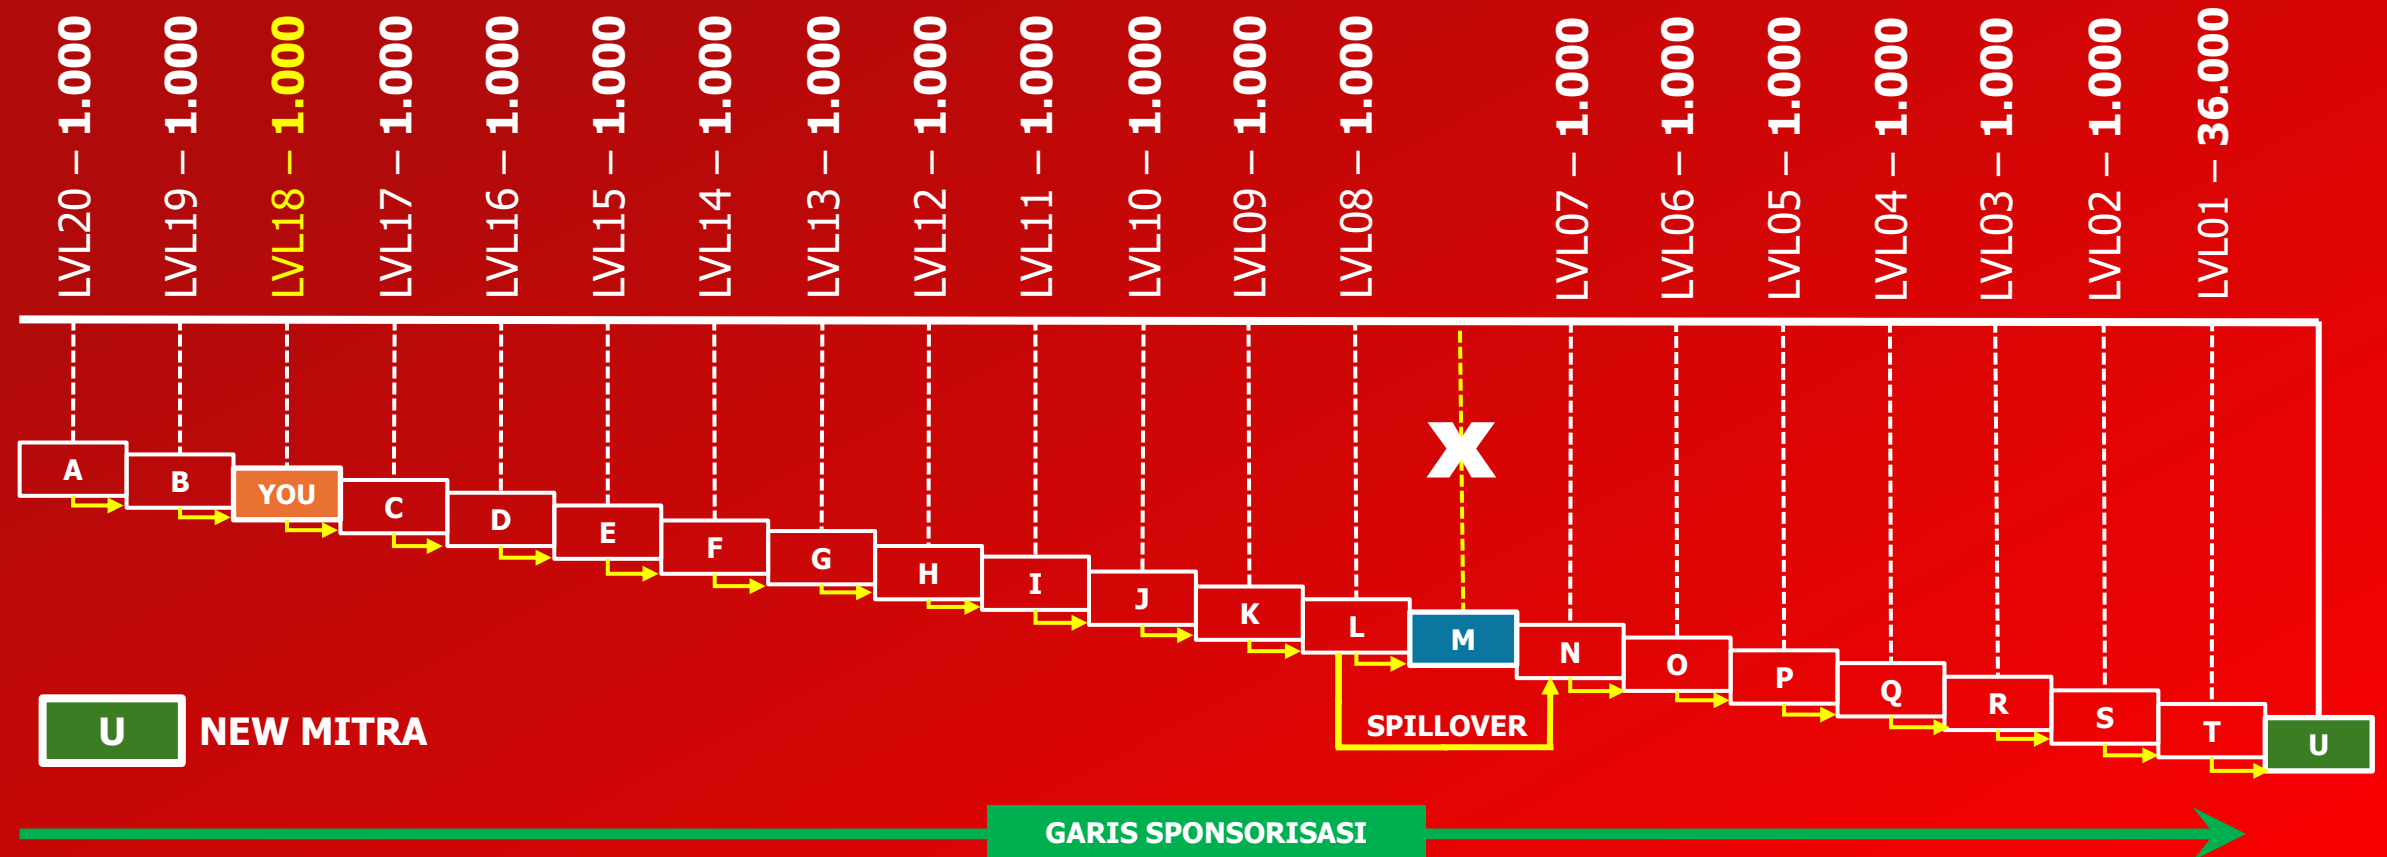 LVL20 – 1.000
LVL19 – 1.000
LVL18 – 1.000
LVL17 – 1.000
LVL16 – 1.000
LVL15 – 1.000
LVL14 – 1.000
LVL13 – 1.000
LVL12 – 1.000
LVL11 – 1.000
LVL10 – 1.000
LVL09 – 1.000
LVL08 – 1.000
LVL07 – 1.000
LVL06 – 1.000
LVL05 – 1.000
LVL04 – 1.000
LVL03 – 1.000
LVL02 – 1.000
LVL01 – 36.000
X
A
B
YOU
C
D
E
F
G
H
I
J
K
L
M
N
O
P
Q
R
S
T
U
SPILLOVER
U NEW MITRA
GARIS SPONSORISASI